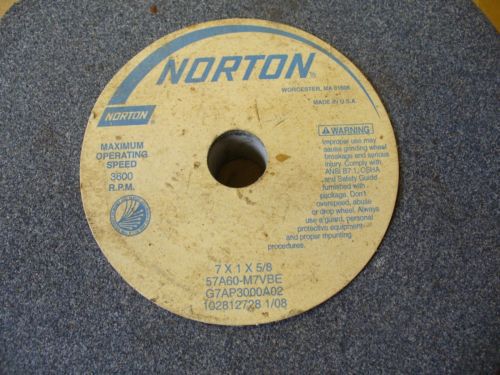 NORTON
WORCESTER, MA 01606
MADE IN U.S.A.
NORTON
MAXIMUM
OPERATING
SPEED
3600
R.P.M.
WARNING
Improper use may
cause grinding wheel
breakage and serious
injury. Comply with
ANSI B7.1, OSHA
and Safety Guide
furnished with
package. Don't
overspeed, abuse
or drop wheel. Always
use a guard, personal
protective equipment
and proper mounting
procedures.
7 X 1 X 5/8
57A60-M7VBE
G7AP3000A02
102812728 1/08